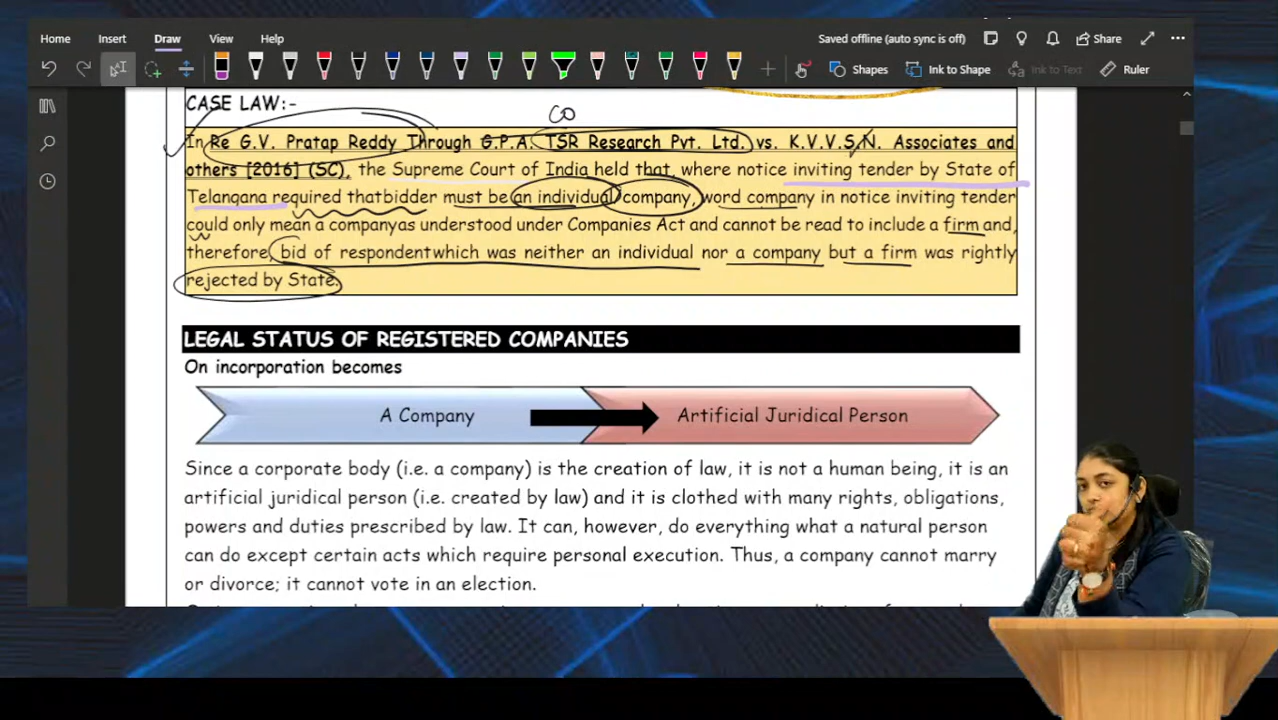 Home Insert Draw View Help Saved offline (auto sync is off) Share
Shapes Ink to Shape Ink to Text Ruler
CASE LAW:-
CO
In Re G.V. Pratap Reddy Through G.P.A. TSR Research Pvt. Ltd. vs. K.V.V.S.N. Associates and
others [2016] (SC), the Supreme Court of India held that, where notice inviting tender by State of
Telangana required thatbidder must be an individual company, word company in notice inviting tender
could only mean a companyas understood under Companies Act and cannot be read to include a firm and,
therefore, bid of respondentwhich was neither an individual nor a company but a firm was rightly
rejected by State.
LEGAL STATUS OF REGISTERED COMPANIES
On incorporation becomes
A Company Artificial Juridical Person
Since a corporate body (i.e. a company) is the creation of law, it is not a human being, it is an
artificial juridical person (i.e. created by law) and it is clothed with many rights, obligations,
powers and duties prescribed by law. It can, however, do everything what a natural person
can do except certain acts which require personal execution. Thus, a company cannot marry
or divorce; it cannot vote in an election.